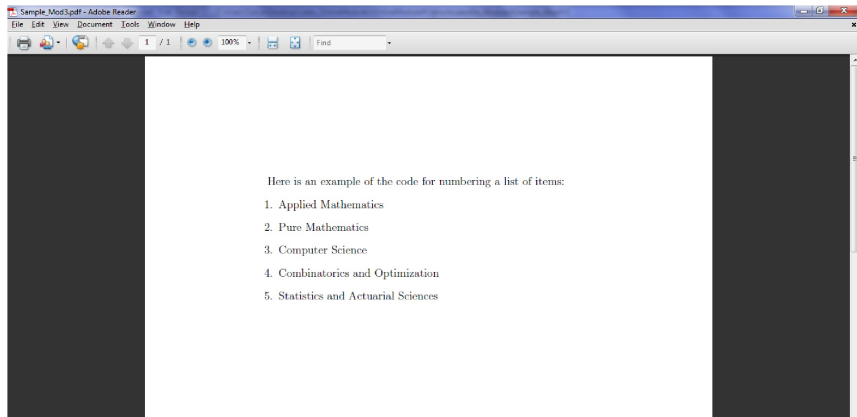 Sample_Mod3.pdf - Adobe Reader
File Edit View Document Tools Window Help
1 / 1 100% Find
Here is an example of the code for numbering a list of items:
1. Applied Mathematics
2. Pure Mathematics
3. Computer Science
4. Combinatorics and Optimization
5. Statistics and Actuarial Sciences